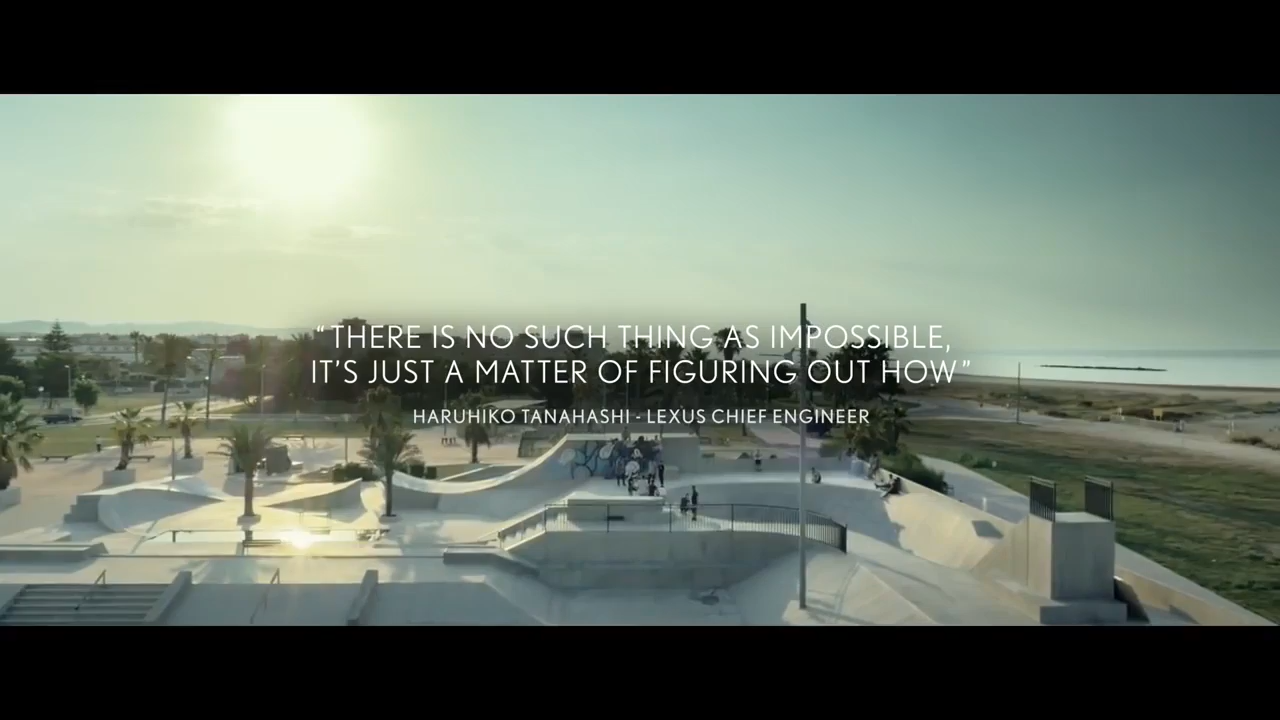 “THERE IS NO SUCH THING AS IMPOSSIBLE,
IT'S JUST A MATTER OF FIGURING OUT HOW”
HARUHIKO TANAHASHI - LEXUS CHIEF ENGINEER